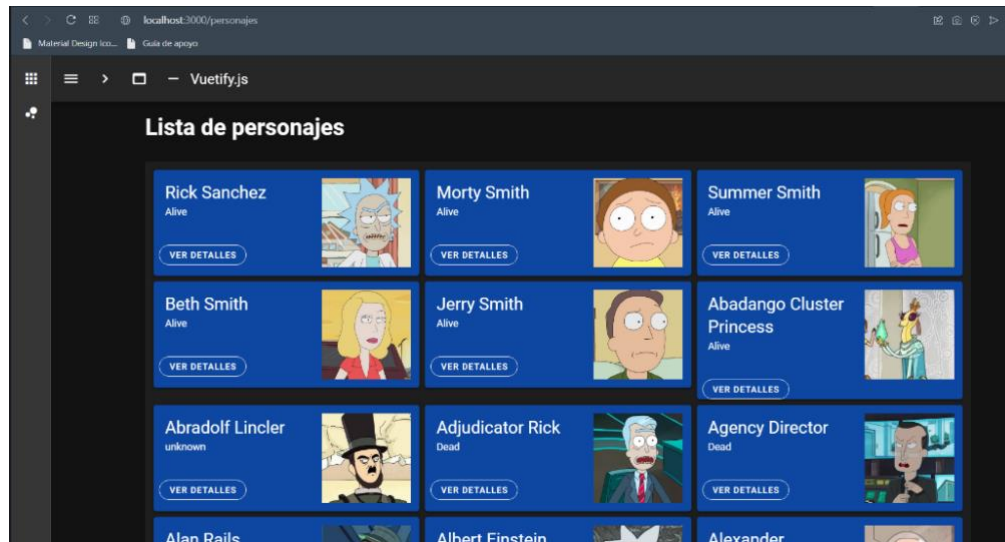 localhost:3000/personajes
Material Design Ico... Guía de apoyo
Vuetify.js
Lista de personajes
Rick Sanchez
Alive
VER DETALLES
Morty Smith
Alive
VER DETALLES
Summer Smith
Alive
VER DETALLES
Beth Smith
Alive
VER DETALLES
Jerry Smith
Alive
VER DETALLES
Abadango Cluster
Princess
Alive
VER DETALLES
Abradolf Lincler
unknown
VER DETALLES
Adjudicator Rick
Dead
VER DETALLES
Agency Director
Dead
VER DETALLES
Alan Rails
Albert Einstein
Alexander